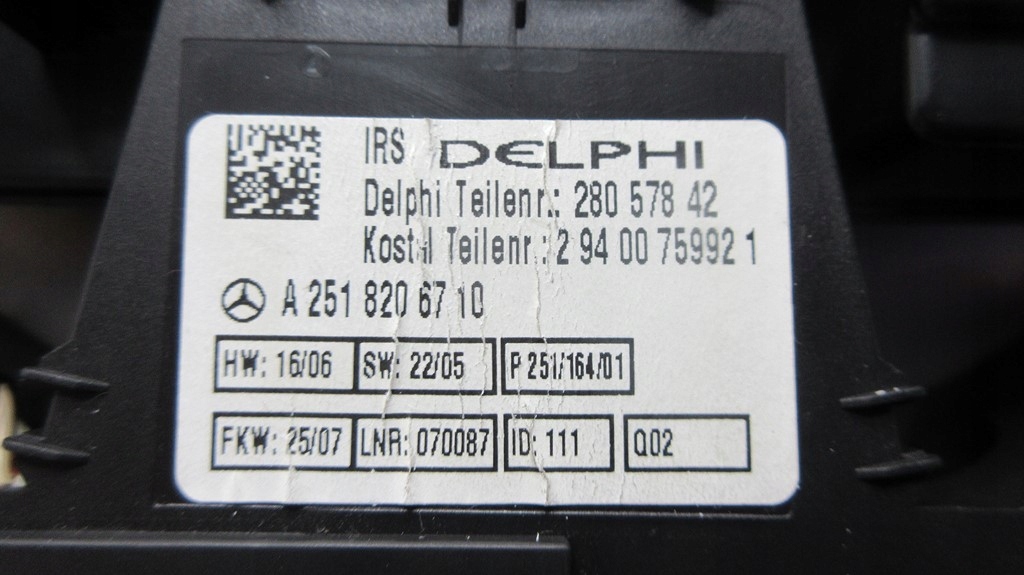 IRS DELPHI
Delphi Teilenr.: 280 578 42
Kostal Teilenr.: 2 94 00 75992 1
A 251 820 67 10
HW: 16/06 SW: 22/05 P 251/164/01
FKW: 25/07 LNR: 070087 ID: 111 Q02